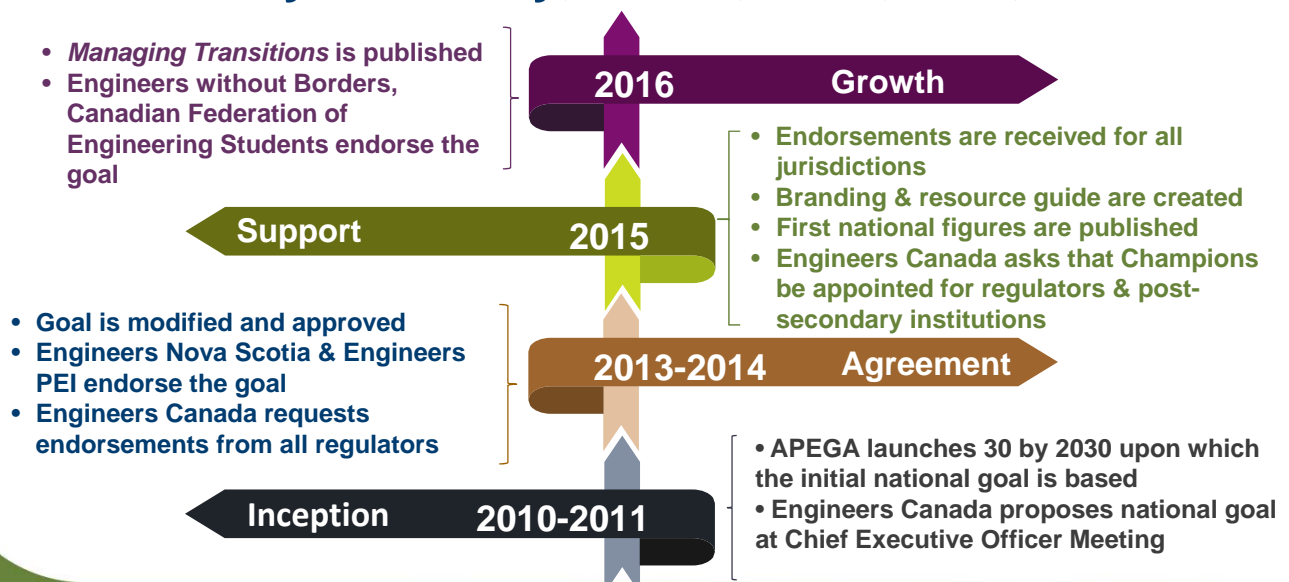 • Managing Transitions is published
• Engineers without Borders,
Canadian Federation of
Engineering Students endorse the
goal
2016 Growth
• Endorsements are received for all
jurisdictions
• Branding & resource guide are created
• First national figures are published
• Engineers Canada asks that Champions
be appointed for regulators & post-
secondary institutions
Support 2015
• Goal is modified and approved
• Engineers Nova Scotia & Engineers
PEI endorse the goal
• Engineers Canada requests
endorsements from all regulators
2013-2014 Agreement
• APEGA launches 30 by 2030 upon which
the initial national goal is based
• Engineers Canada proposes national goal
at Chief Executive Officer Meeting
Inception 2010-2011